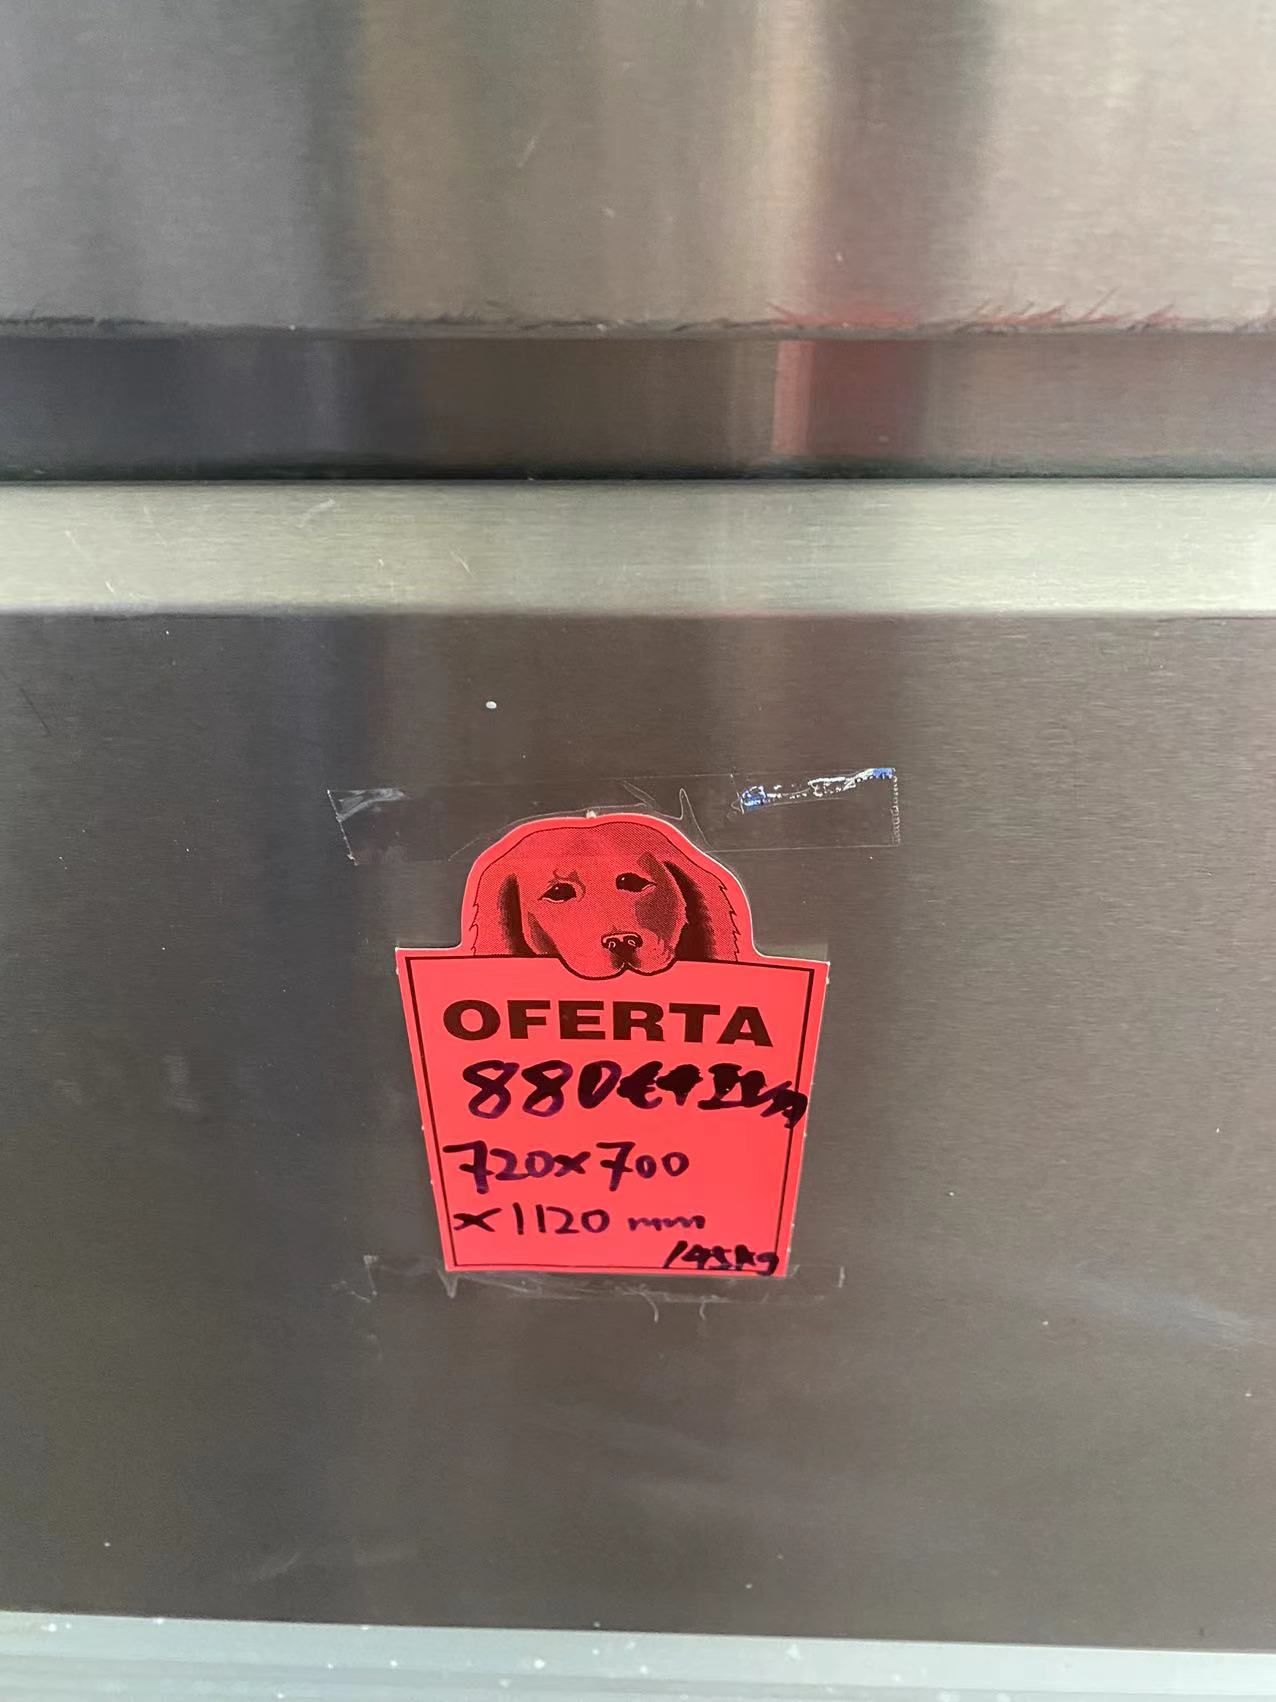 OFERTA
880€+IVA
720x700
x1120 mm
145kg